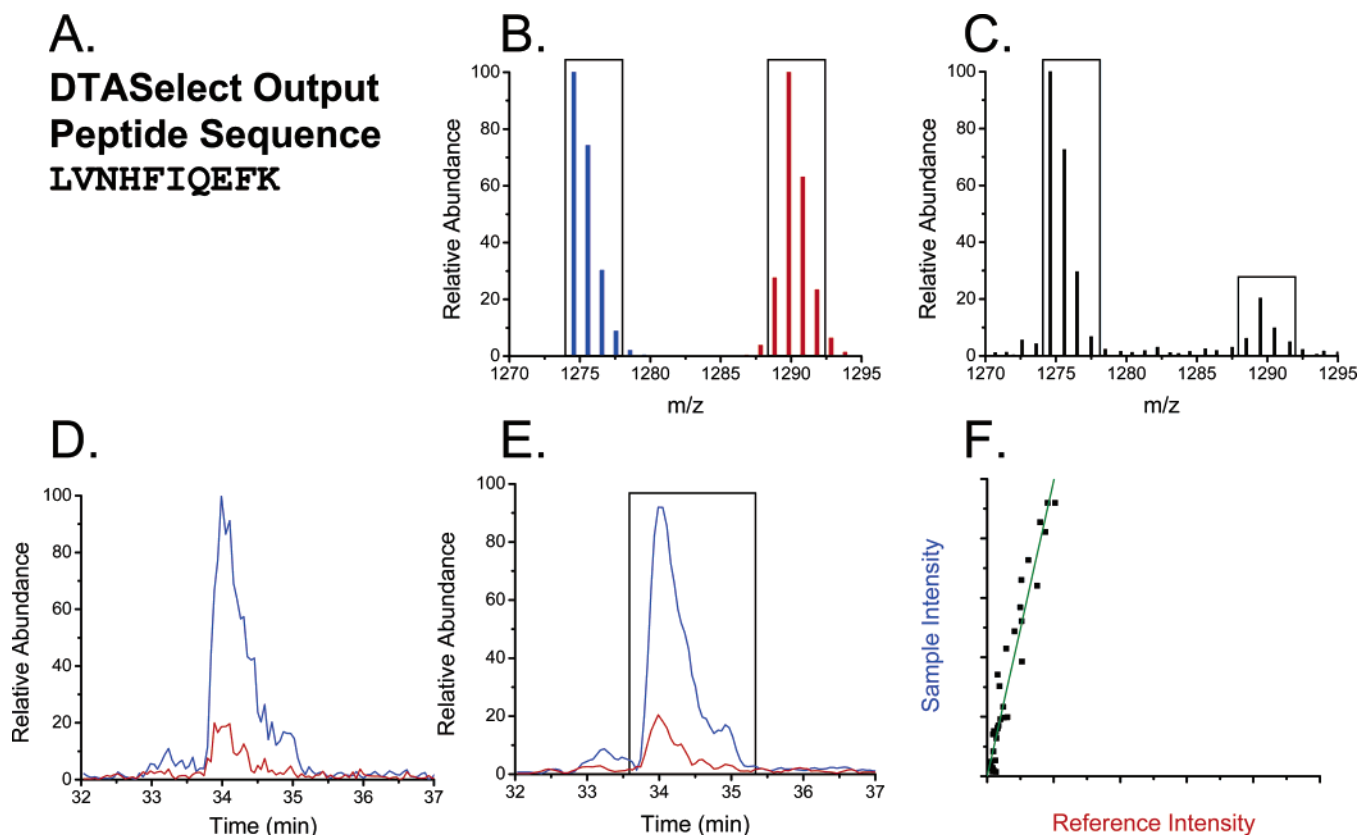 A.
DTASelect Output
Peptide Sequence
LVNHFIQEFK
B.
Relative Abundance
100
80
60
40
20
0
1270
1275
1280
1285
1290
1295
m/z
C.
Relative Abundance
100
80
60
40
20
0
1270
1275
1280
1285
1290
1295
m/z
D.
Relative Abundance
100
80
60
40
20
0
32
33
34
35
36
37
Time (min)
E.
Relative Abundance
100
80
60
40
20
0
32
33
34
35
36
37
Time (min)
F.
Sample Intensity
Reference Intensity